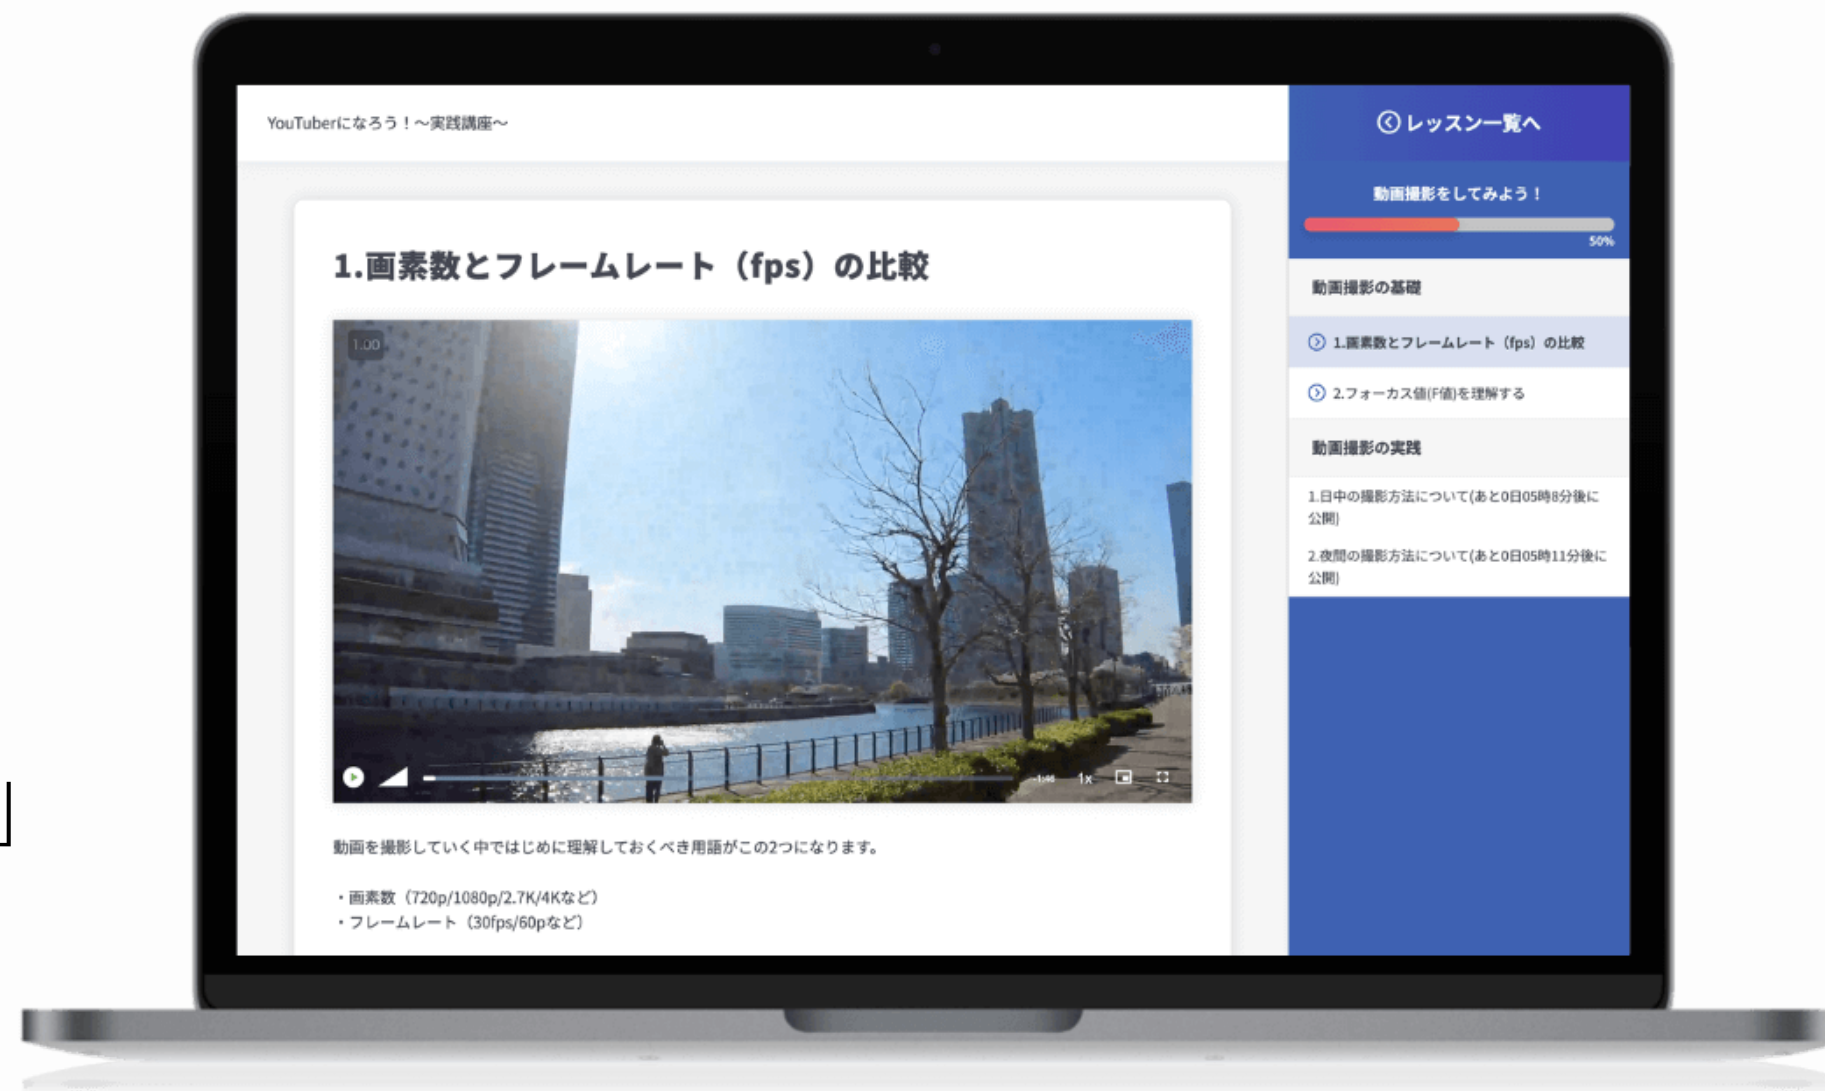 YouTuberになろう！〜実践講座〜
レッスン一覧へ
動画撮影をしてみよう！
50%
1.画素数とフレームレート（fps）の比較
1.00
-1:46
1x
動画を撮影していく中ではじめに理解しておくべき用語がこの2つになります。
・画素数（720p/1080p/2.7K/4Kなど）
・フレームレート（30fps/60pなど）
動画撮影の基礎
1.画素数とフレームレート（fps）の比較
2.フォーカス値(F値)を理解する
動画撮影の実践
1.日中の撮影方法について(あと0日05時8分後に
公開)
2.夜間の撮影方法について(あと0日05時11分後に
公開)